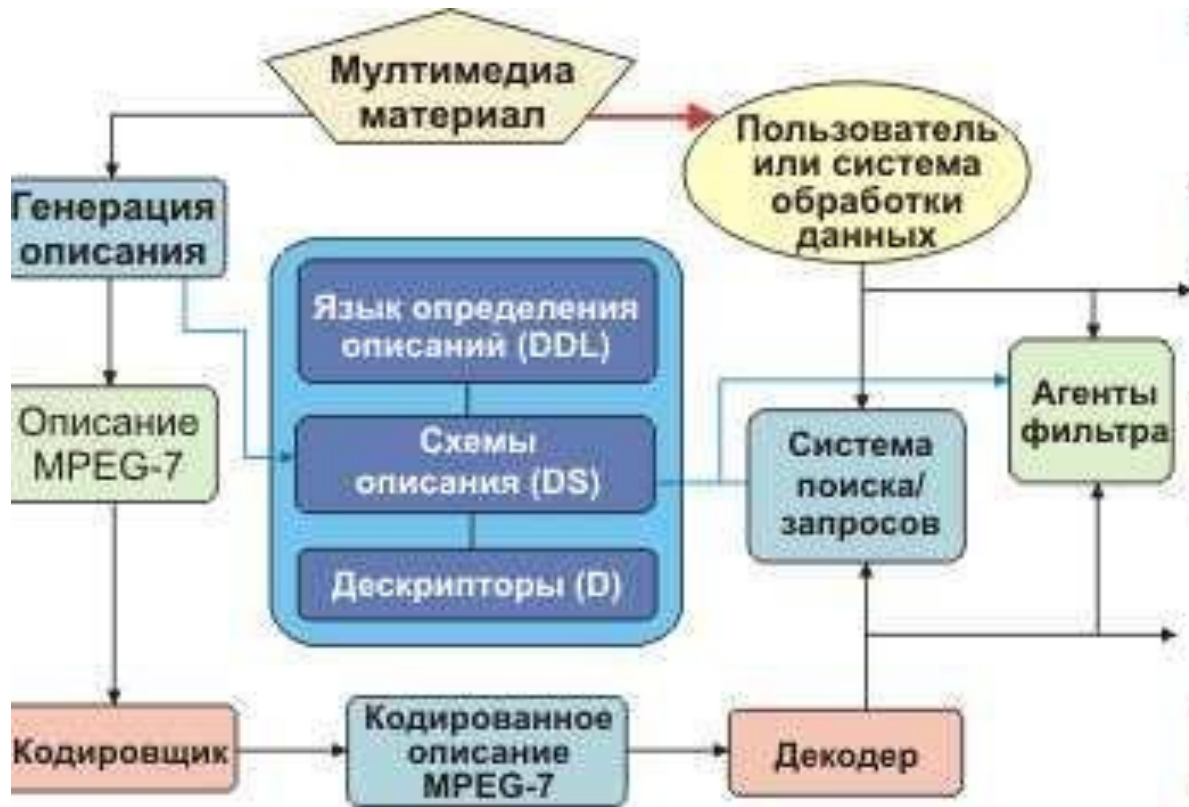 Мултимедиа
материал
Пользователь
или система
обработки
данных
Генерация
описания
Язык определения
описаний (DDL)
Описание
MPEG-7
Схемы
описания (DS)
Система
поиска/
запросов
Агенты
фильтра
Дескрипторы (D)
Кодировщик
Кодированное
описание
MPEG-7
Декодер